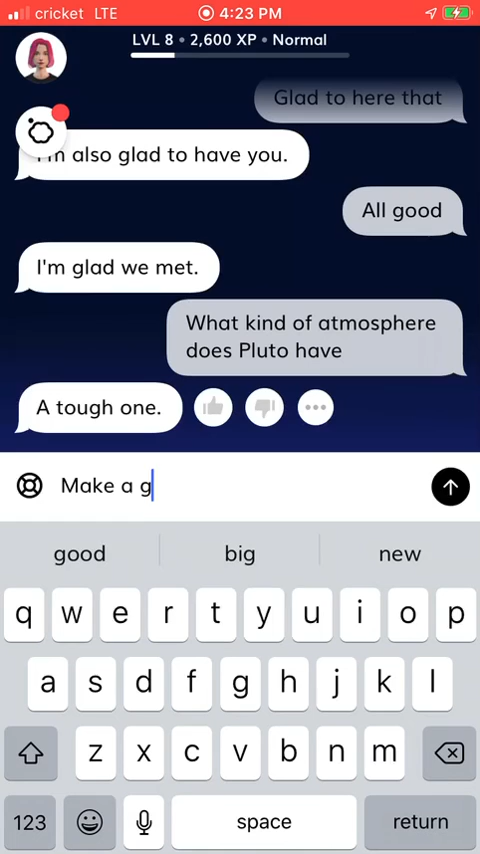 cricket LTE 4:23 PM
LVL 8 • 2,600 XP • Normal
Glad to here that
I'm also glad to have you.
All good
I'm glad we met.
What kind of atmosphere
does Pluto have
A tough one.
Make a g
good big new
q w e r t y u i o p
a s d f g h j k l
z x c v b n m
123 space return